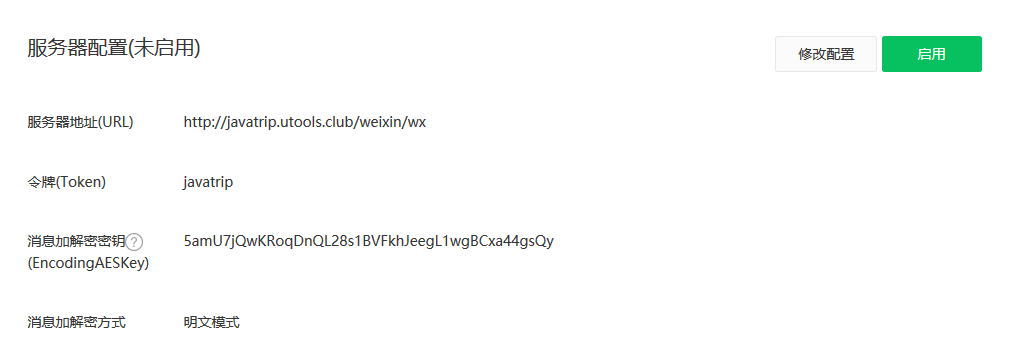 服务器配置(未启用)
修改配置
启用
服务器地址(URL)
http://javatrip.utools.club/weixin/wx
令牌(Token)
javatrip
消息加解密密钥?
(EncodingAESKey)
5amU7jQwKRoqDnQL28s1BVFkhJeegL1wgBCxa44gsQy
消息加解密方式
明文模式